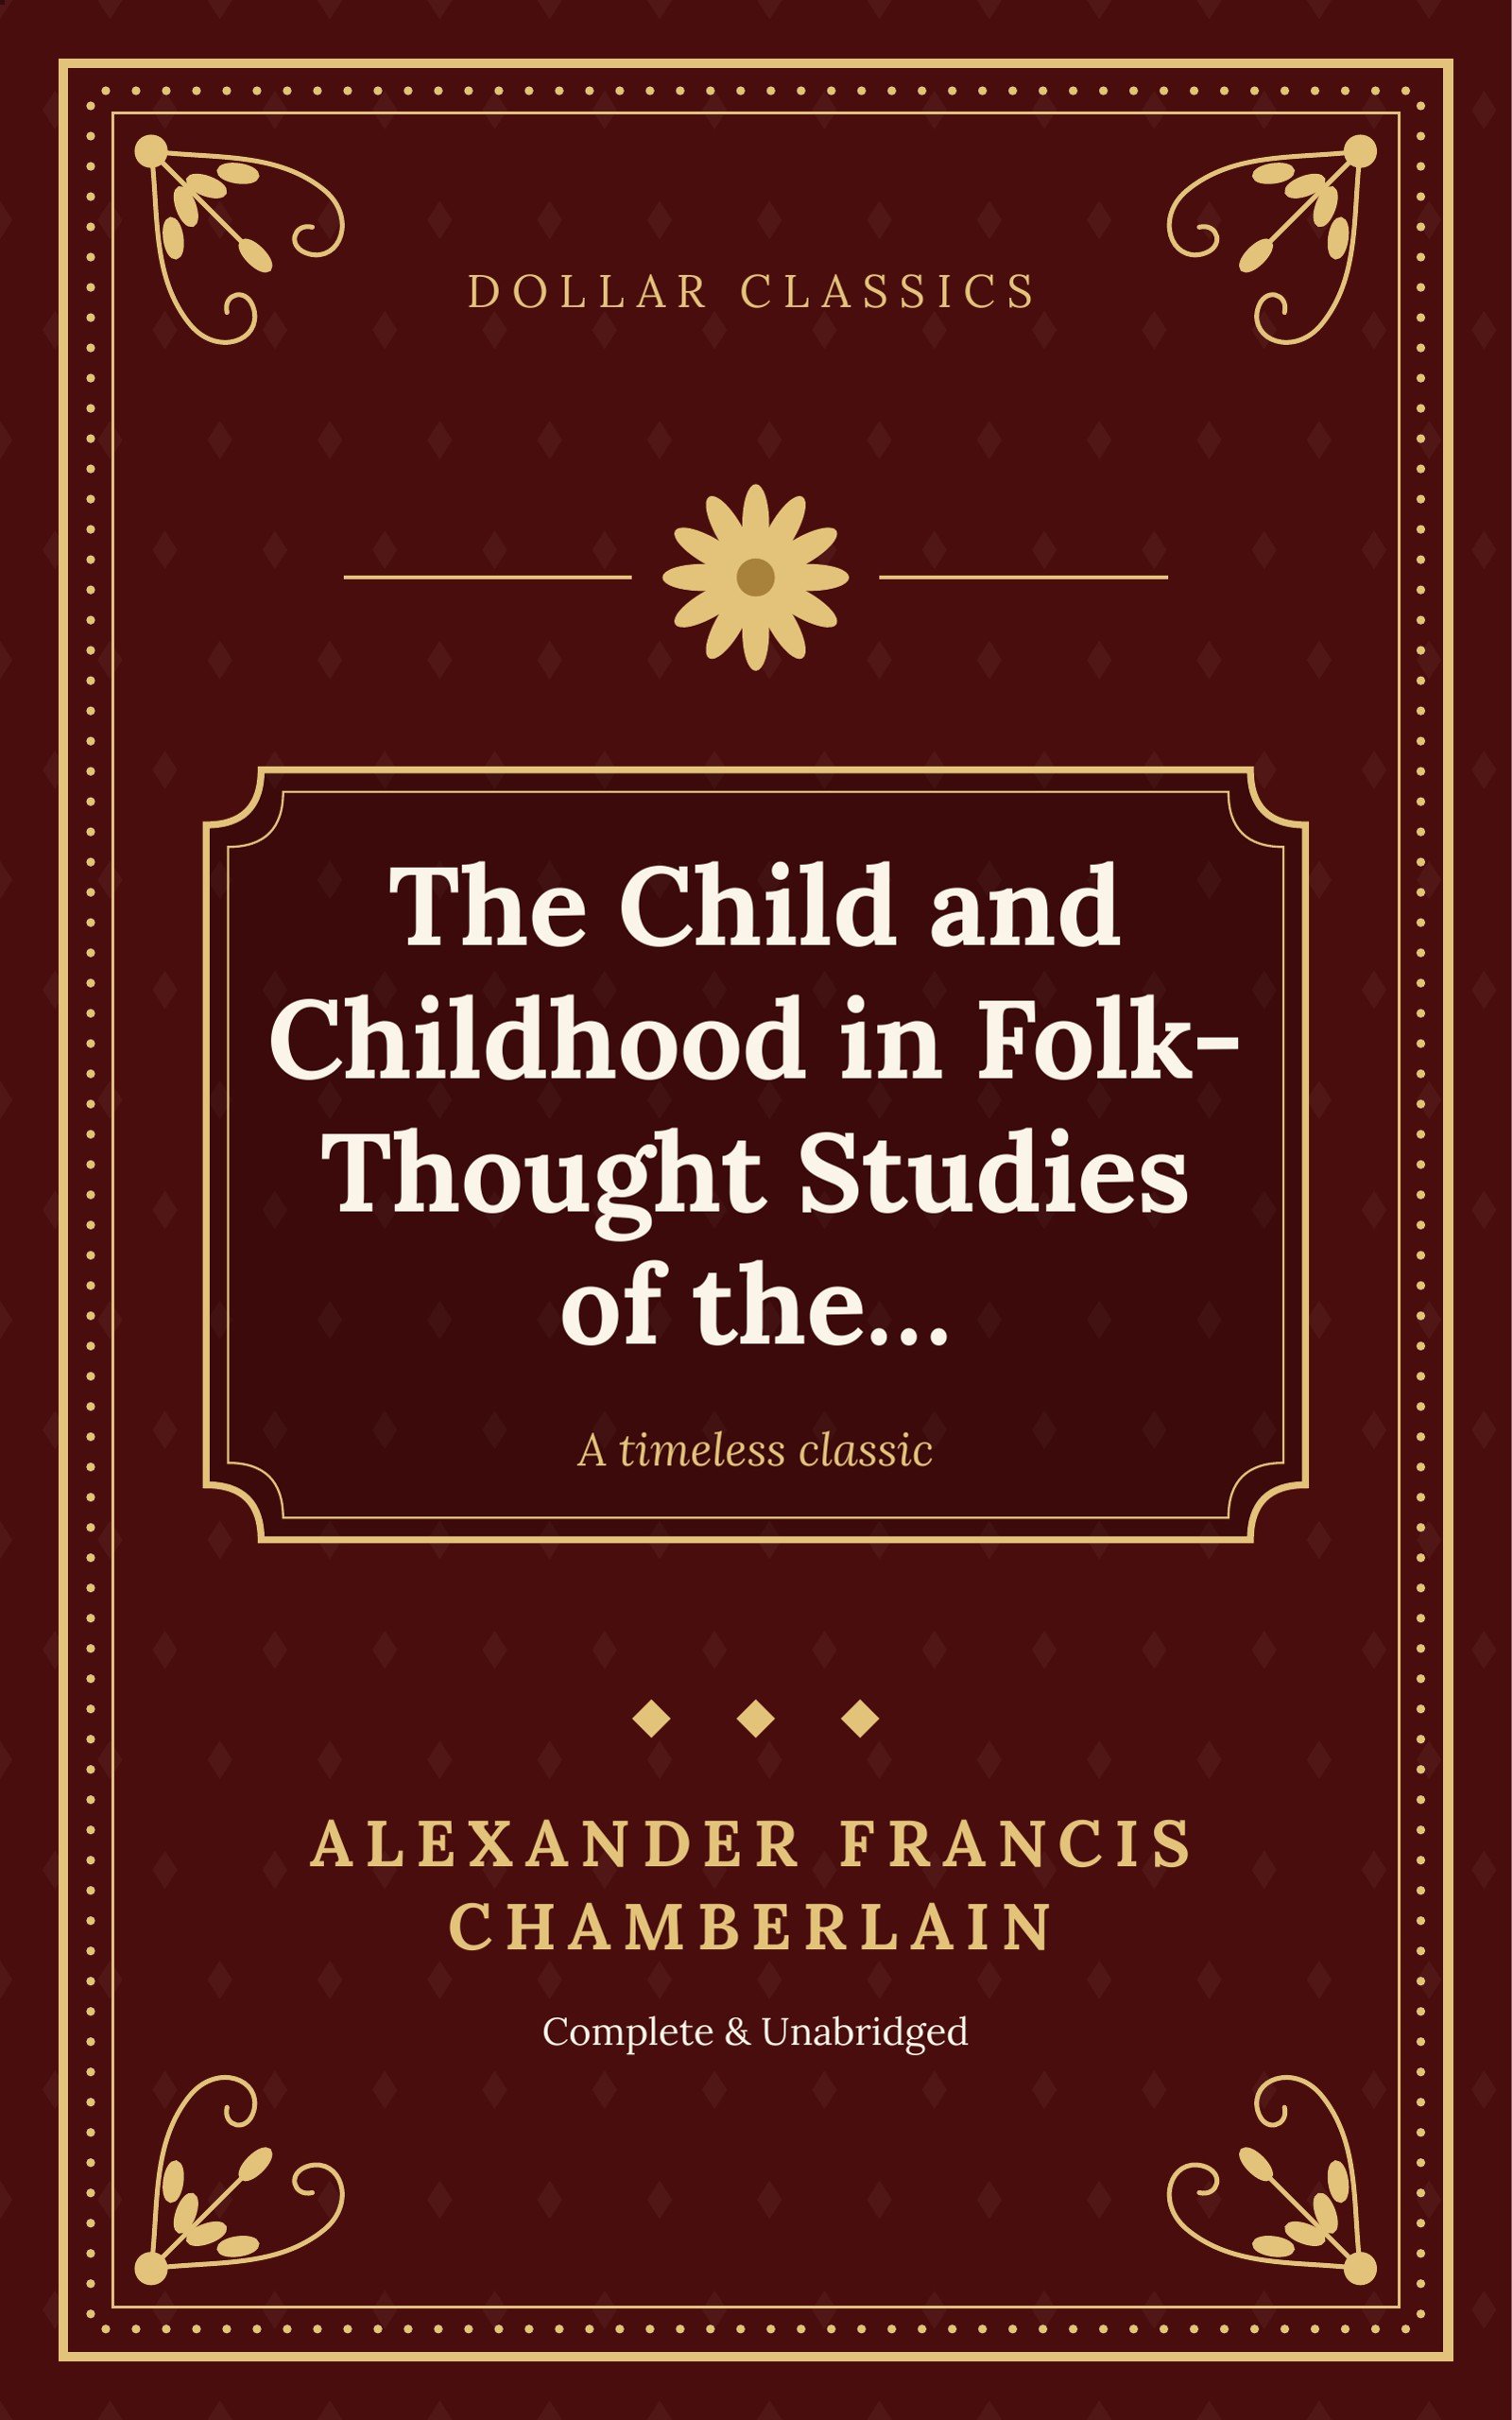 DOLLAR CLASSICS
The Child and
Childhood in Folk-
Thought Studies
of the...
A timeless classic
ALEXANDER FRANCIS
CHAMBERLAIN
Complete & Unabridged